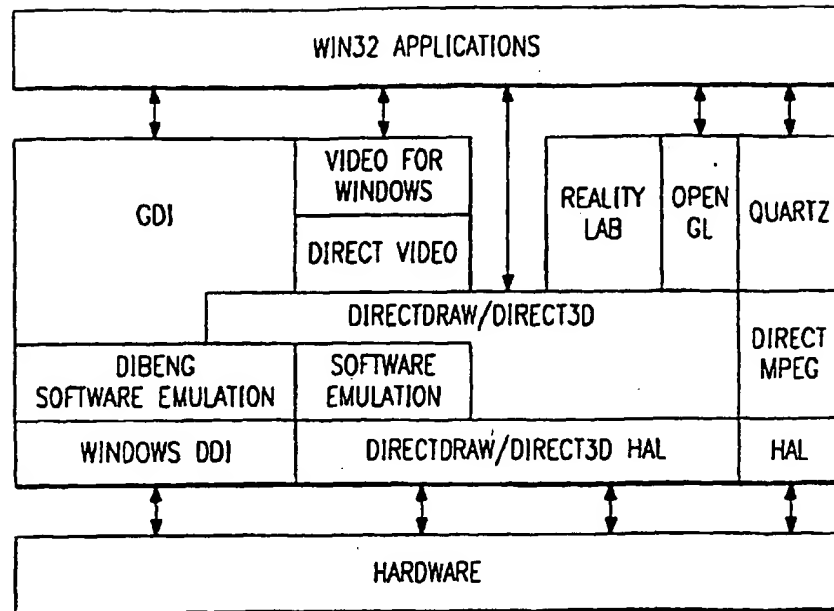 WIN32 APPLICATIONS
GDI
VIDEO FOR
WINDOWS
DIRECT VIDEO
REALITY
LAB
OPEN
GL
QUARTZ
DIRECTDRAW/DIRECT3D
DIRECT
MPEG
DIBENG
SOFTWARE EMULATION
SOFTWARE
EMULATION
WINDOWS DDI
DIRECTDRAW/DIRECT3D HAL
HAL
HARDWARE